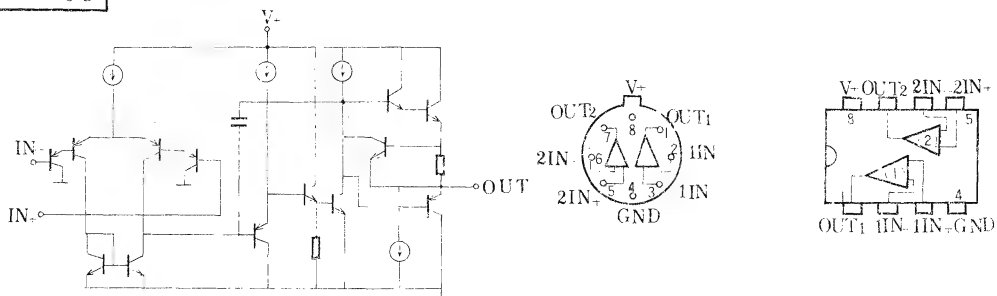 V+
IN-
IN+
OUT
V+
OUT2
OUT1
8
7
1
2IN-
6
2
1IN
2IN+
5
4
3
1IN
GND
V+ OUT2 2IN- 2IN+
8
5
2
1
1
4
OUT1 1IN- 1IN+ GND